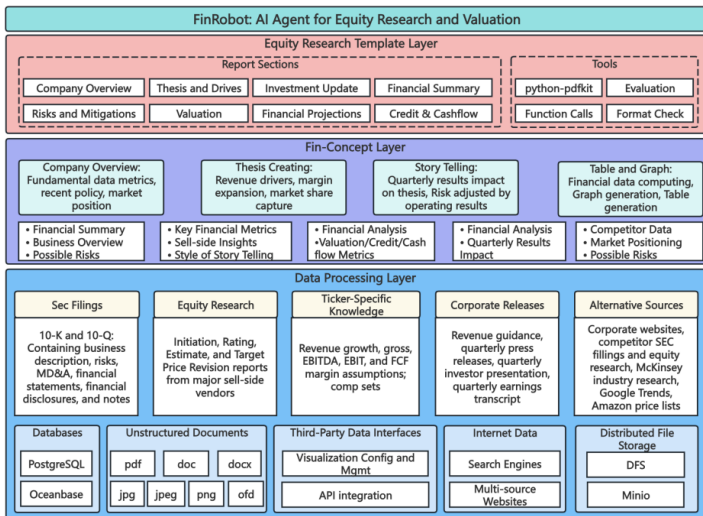 FinRobot: AI Agent for Equity Research and Valuation
Equity Research Template Layer
Report Sections
Company Overview
Thesis and Drives
Investment Update
Financial Summary
Risks and Mitigations
Valuation
Financial Projections
Credit & Cashflow
Tools
python-pdfkit
Evaluation
Function Calls
Format Check
Fin-Concept Layer
Company Overview:
Fundamental data metrics,
recent policy, market
position
Thesis Creating:
Revenue drivers, margin
expansion, market share
capture
Story Telling:
Quarterly results impact
on thesis, Risk adjusted by
operating results
Table and Graph:
Financial data computing,
Graph generation, Table
generation
• Financial Summary
• Business Overview
• Possible Risks
• Key Financial Metrics
• Sell-side Insights
• Style of Story Telling
• Financial Analysis
•Valuation/Credit/Cash
flow Metrics
• Financial Analysis
• Quarterly Results
Impact
• Competitor Data
• Market Positioning
• Possible Risks
Data Processing Layer
Sec Filings
10-K and 10-Q:
Containing business
description, risks,
MD&A, financial
statements, financial
disclosures, and notes
Equity Research
Initiation, Rating,
Estimate, and Target
Price Revision reports
from major sell-side
vendors
Ticker-Specific
Knowledge
Revenue growth, gross,
EBITDA, EBIT, and FCF
margin assumptions;
comp sets
Corporate Releases
Revenue guidance,
quarterly press
releases, quarterly
investor presentation,
quarterly earnings
transcript
Alternative Sources
Corporate websites,
competitor SEC
fillings and equity
research, McKinsey
industry research,
Google Trends,
Amazon price lists
Databases
PostgreSQL
Oceanbase
Unstructured Documents
pdf
doc
docx
jpg
jpeg
png
ofd
Third-Party Data Interfaces
Visualization Config and
Mgmt
API integration
Internet Data
Search Engines
Multi-source
Websites
Distributed File
Storage
DFS
Minio